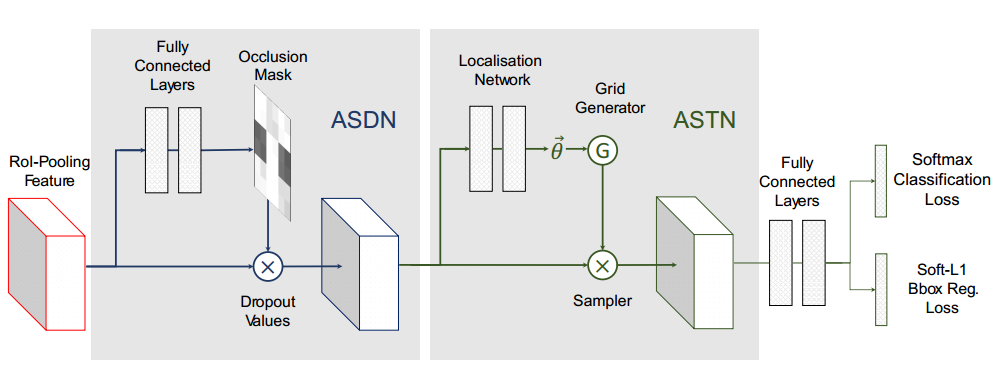 RoI-Pooling
Feature
Fully
Connected
Layers
Occlusion
Mask
ASDN
Dropout
Values
Localisation
Network
θ⃗
G
Grid
Generator
ASTN
Sampler
Fully
Connected
Layers
Softmax
Classification
Loss
Soft-L1
Bbox Reg.
Loss